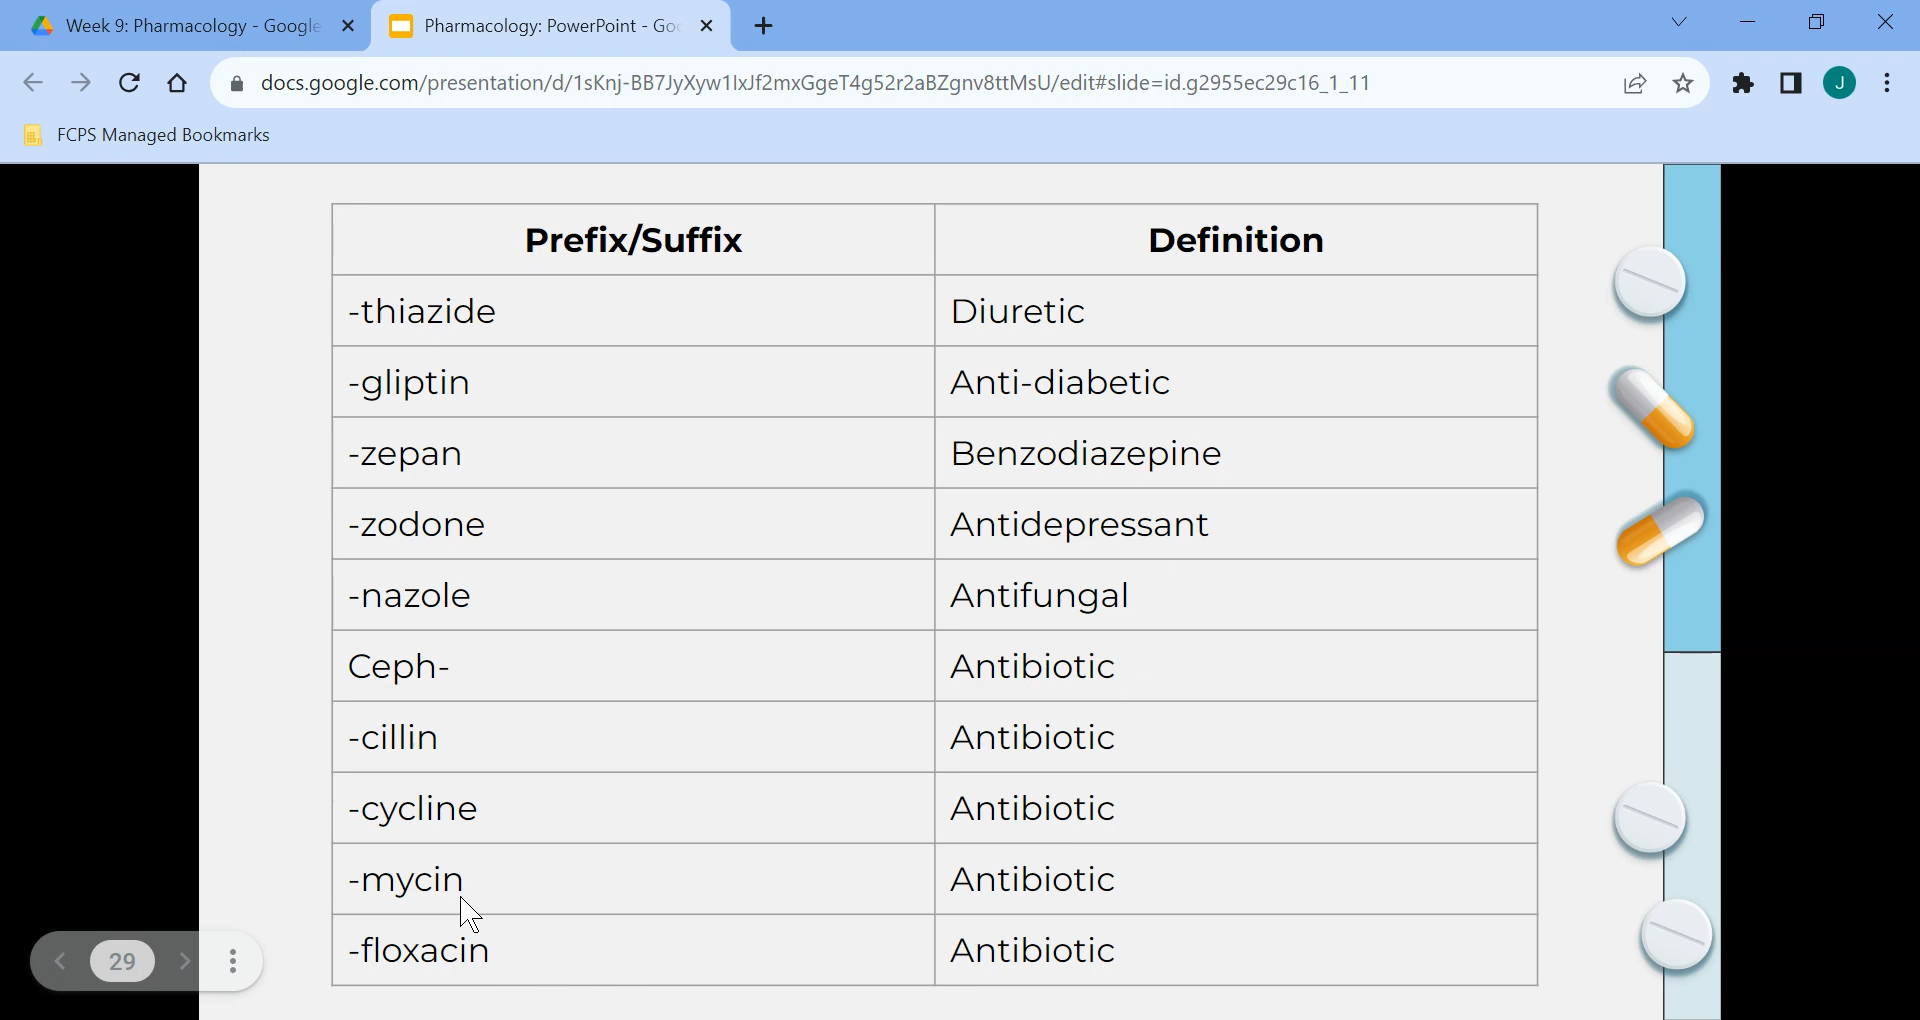 Week 9: Pharmacology - Google
Pharmacology: PowerPoint - Goo
docs.google.com/presentation/d/1sKnj-BB7JyXyw1IxJf2mxGgeT4g52r2aBZgnv8ttMsU/edit#slide=id.g2955ec29c16_1_11
J
FCPS Managed Bookmarks
Prefix/Suffix Definition
-thiazide Diuretic
-gliptin Anti-diabetic
-zepan Benzodiazepine
-zodone Antidepressant
-nazole Antifungal
Ceph- Antibiotic
-cillin Antibiotic
-cycline Antibiotic
-mycin Antibiotic
-floxacin Antibiotic
29